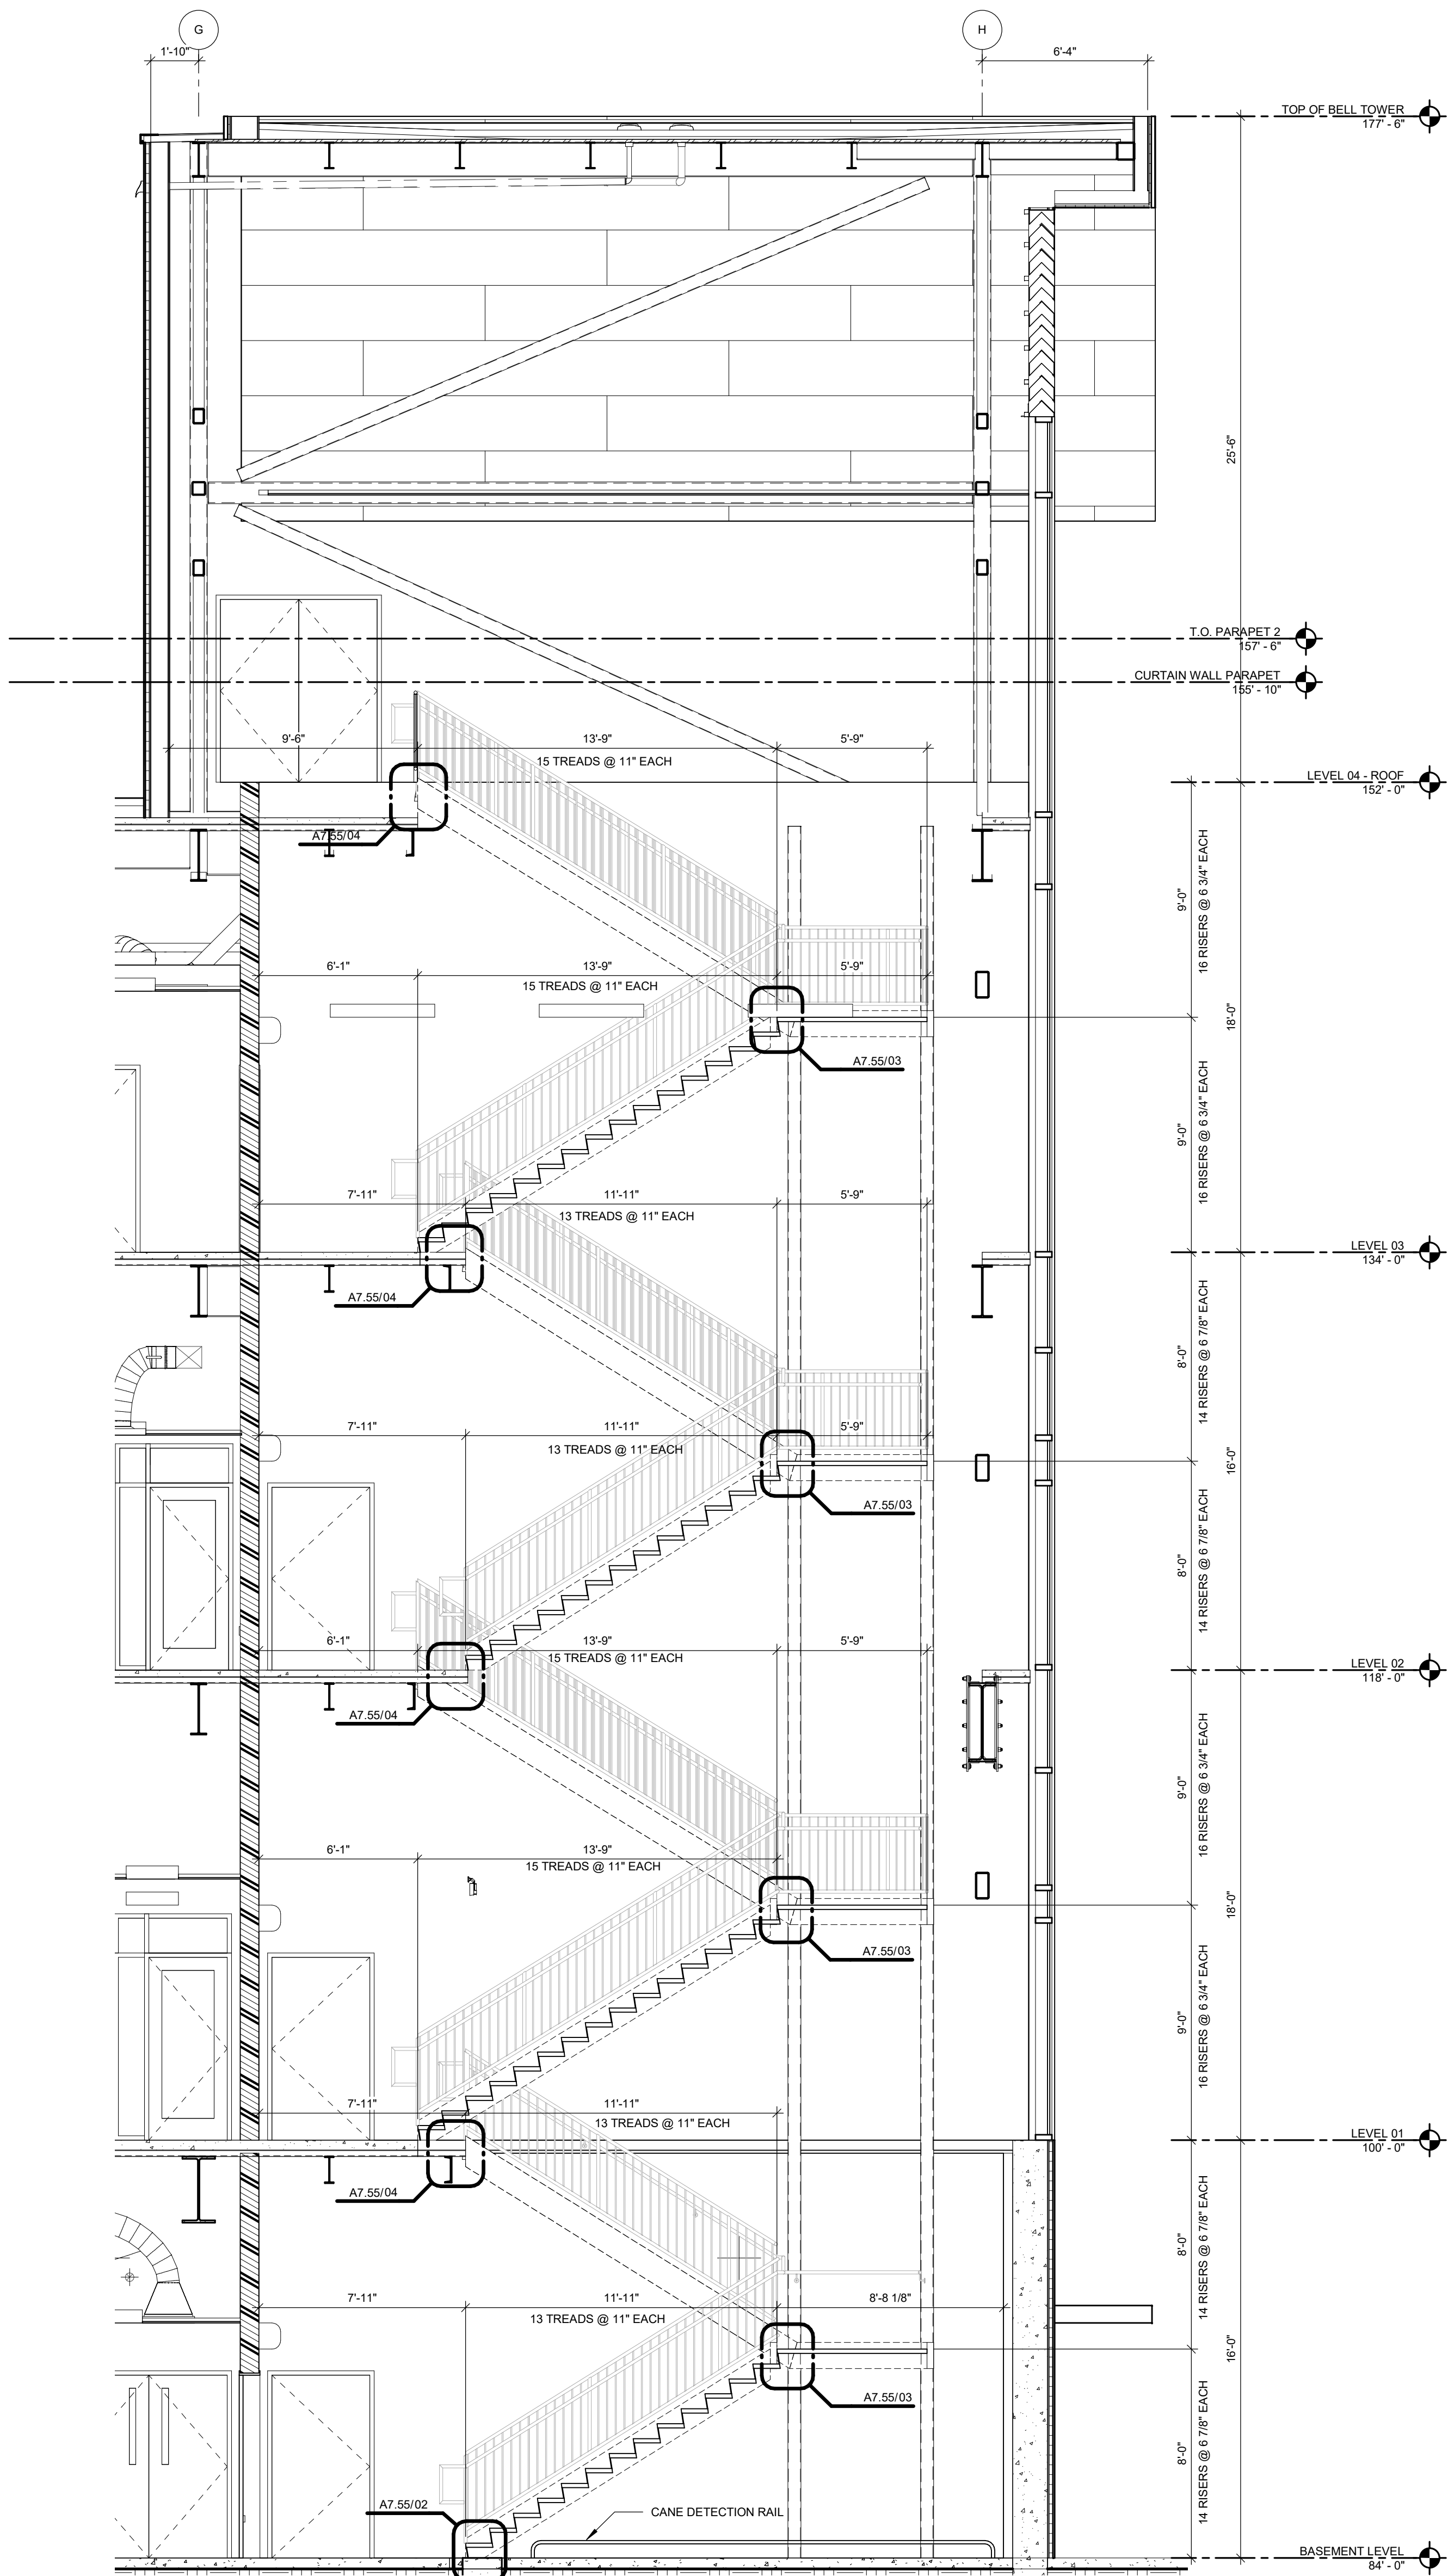 G
H
1'-10"
6'-4"
TOP OF BELL TOWER
177' - 6"
25'-6"
T.O. PARAPET 2
157' - 6"
CURTAIN WALL PARAPET
155' - 10"
9'-6"
13'-9"
5'-9"
15 TREADS @ 11" EACH
LEVEL 04 - ROOF
152' - 0"
A7.55/04
9'-0"
16 RISERS @ 6 3/4" EACH
6'-1"
13'-9"
5'-9"
15 TREADS @ 11" EACH
18'-0"
A7.55/03
9'-0"
16 RISERS @ 6 3/4" EACH
7'-11"
11'-11"
5'-9"
13 TREADS @ 11" EACH
LEVEL 03
134' - 0"
A7.55/04
8'-0"
14 RISERS @ 6 7/8" EACH
7'-11"
11'-11"
5'-9"
13 TREADS @ 11" EACH
16'-0"
A7.55/03
8'-0"
14 RISERS @ 6 7/8" EACH
6'-1"
13'-9"
5'-9"
15 TREADS @ 11" EACH
LEVEL 02
118' - 0"
A7.55/04
9'-0"
16 RISERS @ 6 3/4" EACH
6'-1"
13'-9"
15 TREADS @ 11" EACH
18'-0"
A7.55/03
9'-0"
16 RISERS @ 6 3/4" EACH
7'-11"
11'-11"
13 TREADS @ 11" EACH
LEVEL 01
100' - 0"
A7.55/04
8'-0"
14 RISERS @ 6 7/8" EACH
7'-11"
11'-11"
8'-8 1/8"
13 TREADS @ 11" EACH
16'-0"
A7.55/03
8'-0"
14 RISERS @ 6 7/8" EACH
A7.55/02
CANE DETECTION RAIL
BASEMENT LEVEL
84' - 0"